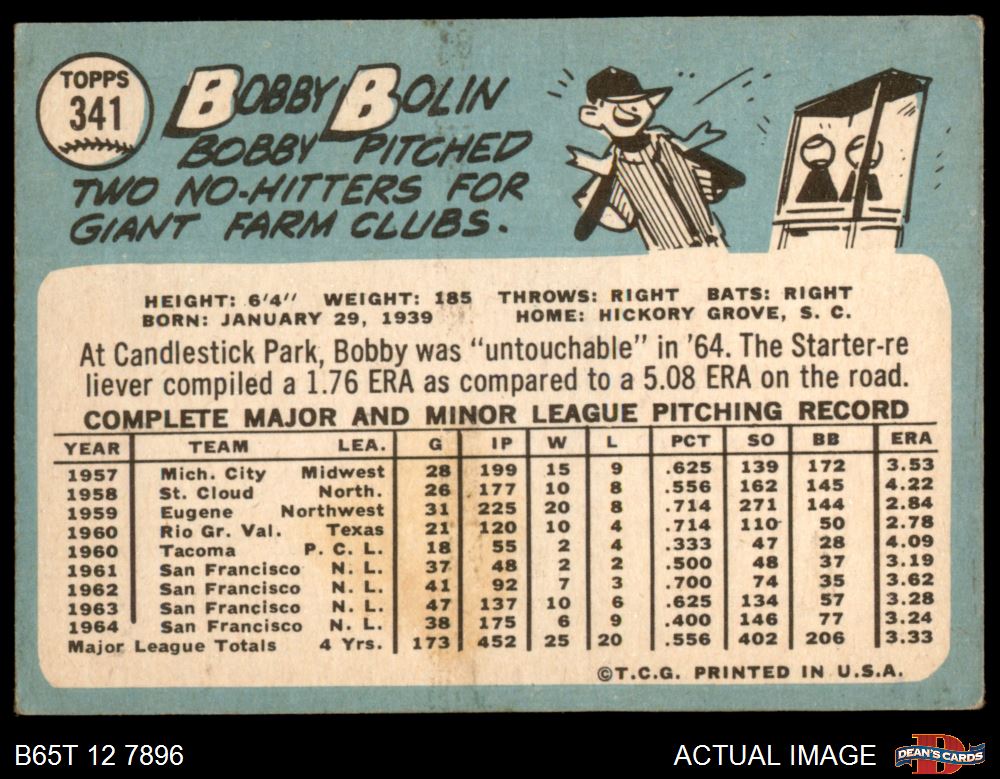 TOPPS
341
BOBBY BOLIN
BOBBY PITCHED
TWO NO-HITTERS FOR
GIANT FARM CLUBS.
HEIGHT: 6'4" WEIGHT: 185 THROWS: RIGHT BATS: RIGHT
BORN: JANUARY 29, 1939 HOME: HICKORY GROVE, S. C.
At Candlestick Park, Bobby was "untouchable" in '64. The Starter-re
liever compiled a 1.76 ERA as compared to a 5.08 ERA on the road.
COMPLETE MAJOR AND MINOR LEAGUE PITCHING RECORD
YEAR TEAM LEA. G IP W L PCT SO BB ERA
1957 Mich. City Midwest 28 199 15 9 .625 139 172 3.53
1958 St. Cloud North. 26 177 10 8 .556 162 145 4.22
1959 Eugene Northwest 31 225 20 8 .714 271 144 2.84
1960 Rio Gr. Val. Texas 21 120 10 4 .714 110 50 2.78
1960 Tacoma P. C. L. 18 55 2 4 .333 47 28 4.09
1961 San Francisco N. L. 37 48 2 2 .500 48 37 3.19
1962 San Francisco N. L. 41 92 7 3 .700 74 35 3.62
1963 San Francisco N. L. 47 137 10 6 .625 134 57 3.28
1964 San Francisco N. L. 38 175 6 9 .400 146 77 3.24
Major League Totals 4 Yrs. 173 452 25 20 .556 402 206 3.33
©T.C.G. PRINTED IN U.S.A.
B65T 12 7896 ACTUAL IMAGE DEAN'S CARDS